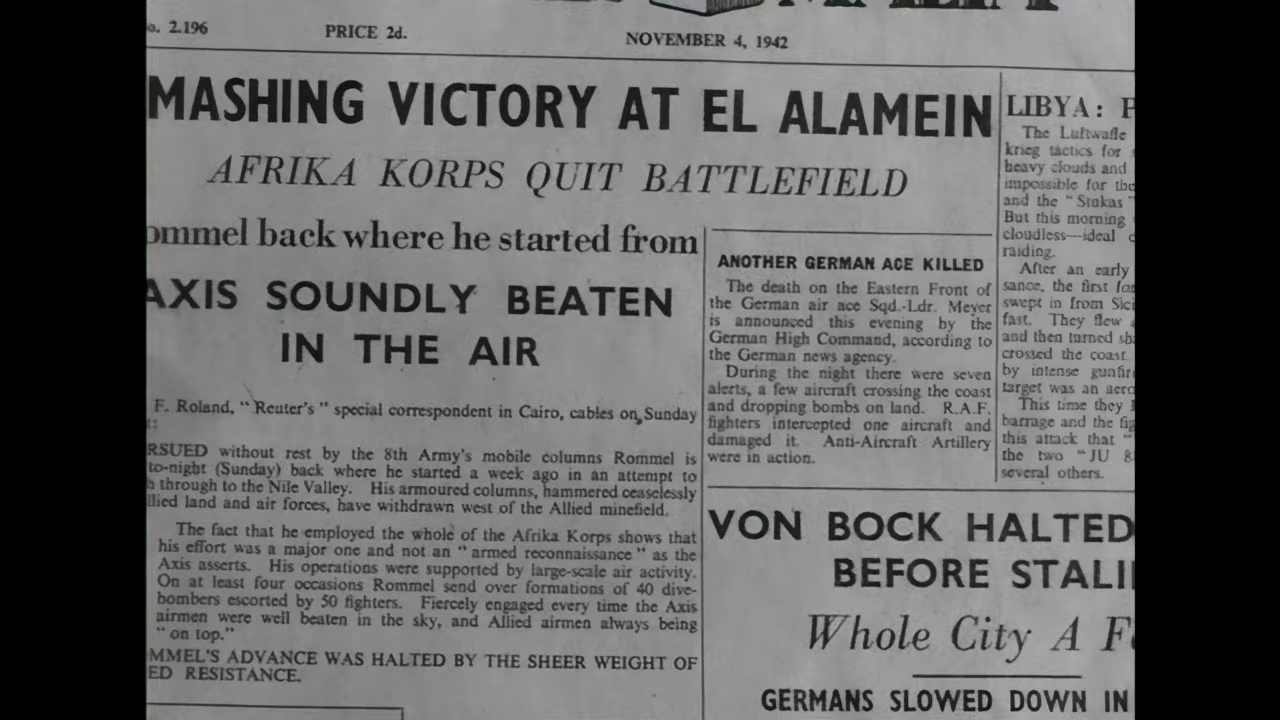 2.196
PRICE 2d.
NOVEMBER 4, 1942
MASHING VICTORY AT EL ALAMEIN
AFRIKA KORPS QUIT BATTLEFIELD
ommel back where he started from
AXIS SOUNDLY BEATEN
IN THE AIR
F. Roland, "Reuter's" special correspondent in Cairo, cables on Sunday
RSUED without rest by the 8th Army's mobile columns Rommel is
to-night (Sunday) back where he started a week ago in an attempt to
through to the Nile Valley. His armoured columns, hammered ceaselessly
llied land and air forces, have withdrawn west of the Allied minefield.
The fact that he employed the whole of the Afrika Korps shows that
his effort was a major one and not an "armed reconnaissance" as the
Axis asserts. His operations were supported by large-scale air activity.
On at least four occasions Rommel send over formations of 40 dive-
bombers escorted by 50 fighters. Fiercely engaged every time the Axis
airmen were well beaten in the sky, and Allied airmen always being
"on top."
MMEL'S ADVANCE WAS HALTED BY THE SHEER WEIGHT OF
ED RESISTANCE.
ANOTHER GERMAN ACE KILLED
The death on the Eastern Front of
the German air ace Sqd.-Ldr. Meyer
is announced this evening by the
German High Command, according to
the German news agency.
During the night there were seven
alerts, a few aircraft crossing the coast
and dropping bombs on land. R.A.F.
fighters intercepted one aircraft and
damaged it. Anti-Aircraft Artillery
were in action.
LIBYA: P
The Luftwaffe
krieg tactics for
heavy clouds and
impossible for the
and the "Stukas"
But this morning
cloudless—ideal c
raiding.
After an early
sance, the first
swept in from Sici
fast. They flew
and then turned sh
crossed the coast.
by intense gunfir
target was an aero
This time they
barrage and the fig
this attack that "
the two "JU 8
several others.
VON BOCK HALTED
BEFORE STALI
Whole City A F
GERMANS SLOWED DOWN IN